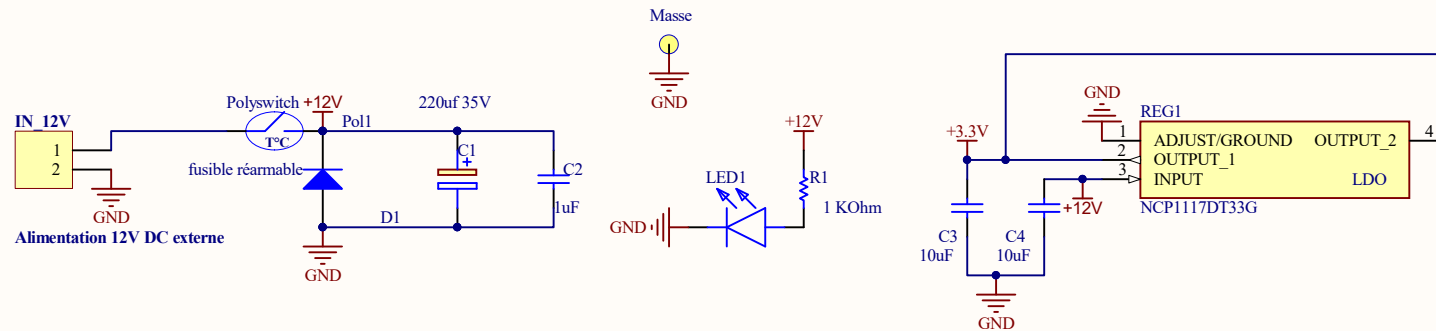 Masse
GND
IN_12V
1
2
GND
Alimentation 12V DC externe
Polyswitch
+12V
Pol1
T°C
fusible réarmable
D1
GND
220uf 35V
C1
+
C2
1uF
+12V
R1
1 KOhm
LED1
GND
+3.3V
C3
10uF
C4
10uF
+12V
GND
GND
REG1
1
ADJUST/GROUND
OUTPUT_2
4
2
OUTPUT_1
3
INPUT
LDO
NCP1117DT33G